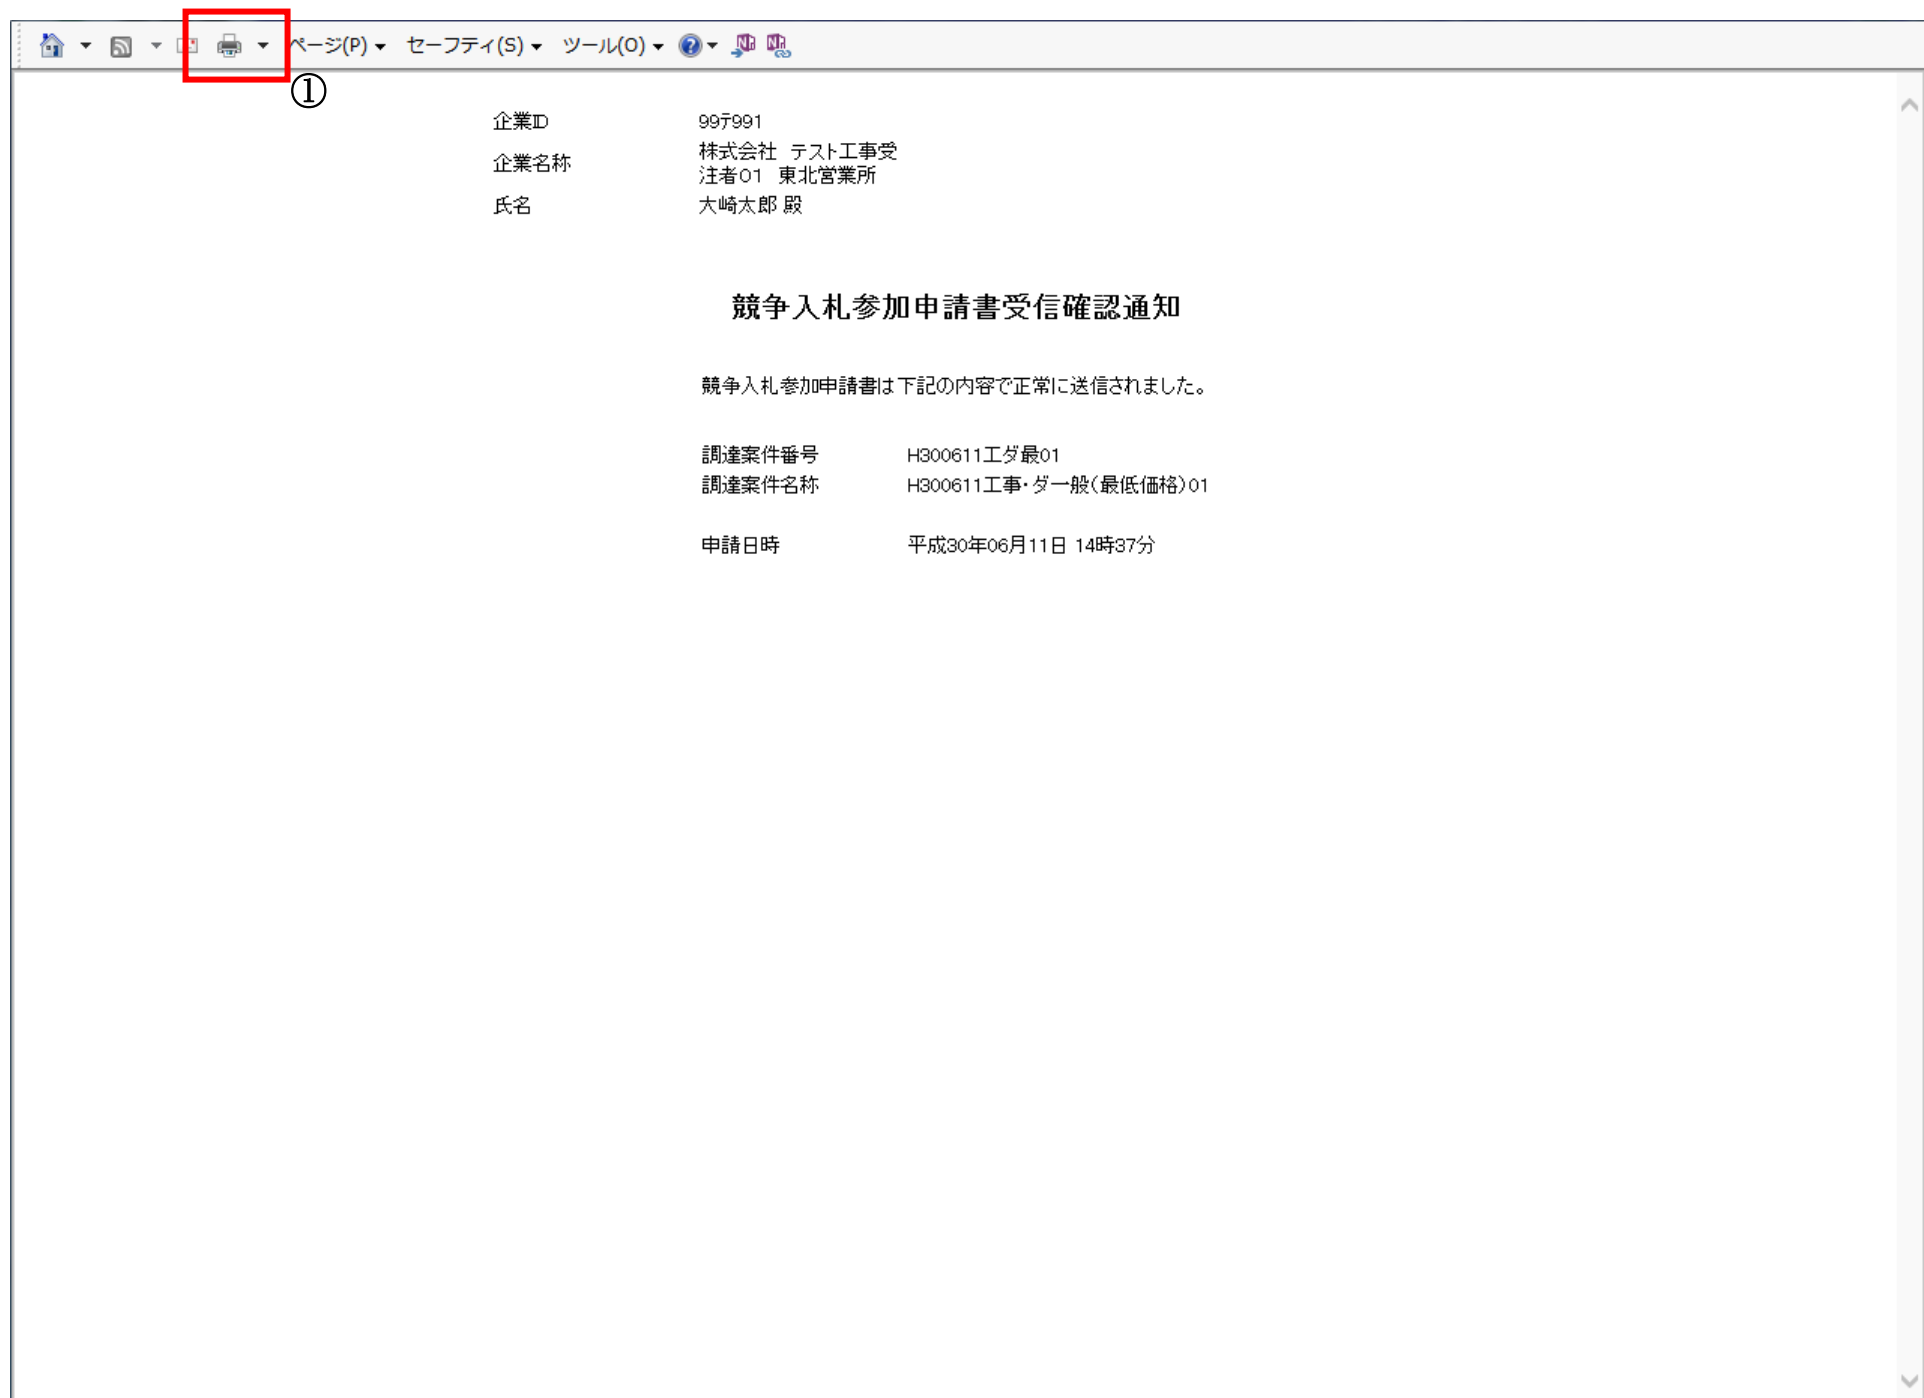 ページ(P) セーフティ(S) ツール(O)
①
企業ID 99テ991
企業名称 株式会社 テスト工事受
注者01 東北営業所
氏名 大崎太郎 殿
競争入札参加申請書受信確認通知
競争入札参加申請書は下記の内容で正常に送信されました。
調達案件番号 H300611工ダ最01
調達案件名称 H300611工事・ダ一般(最低価格)01
申請日時 平成30年06月11日 14時37分